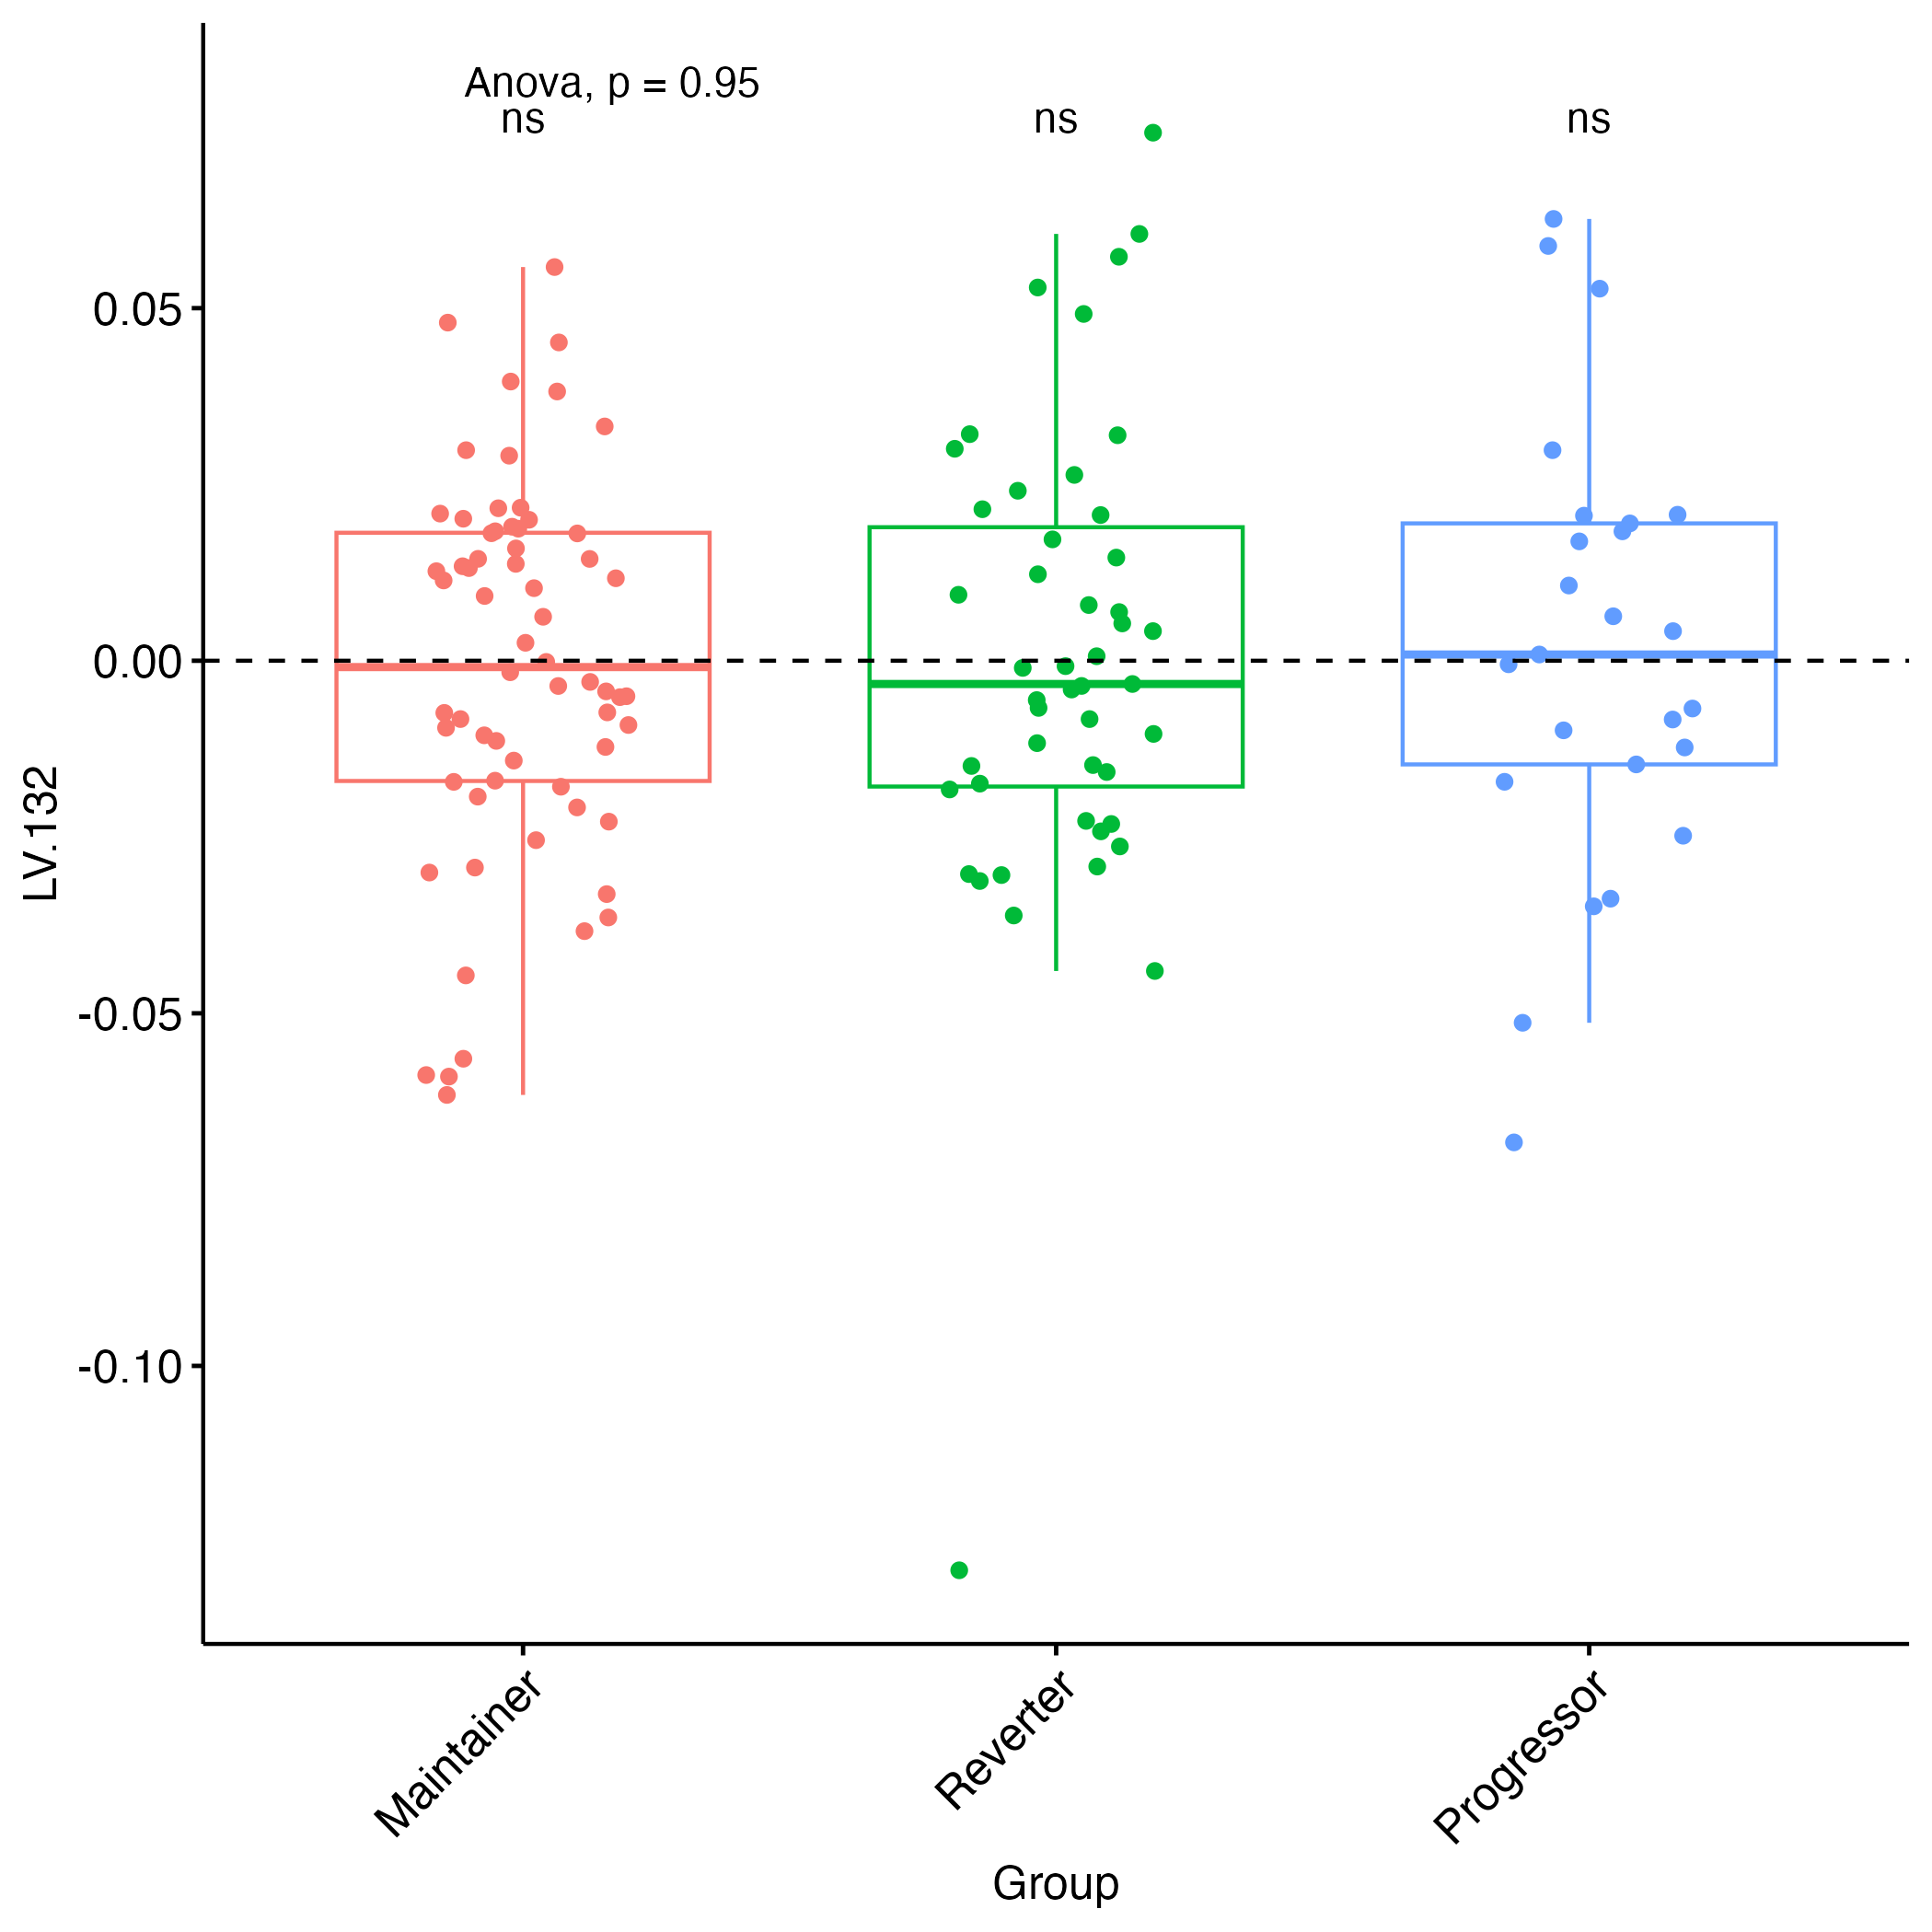 Anova, p = 0.95
ns ns ns
0.05
0.00
-0.05
-0.10
LV.132
Maintainer Reverter Progressor
Group